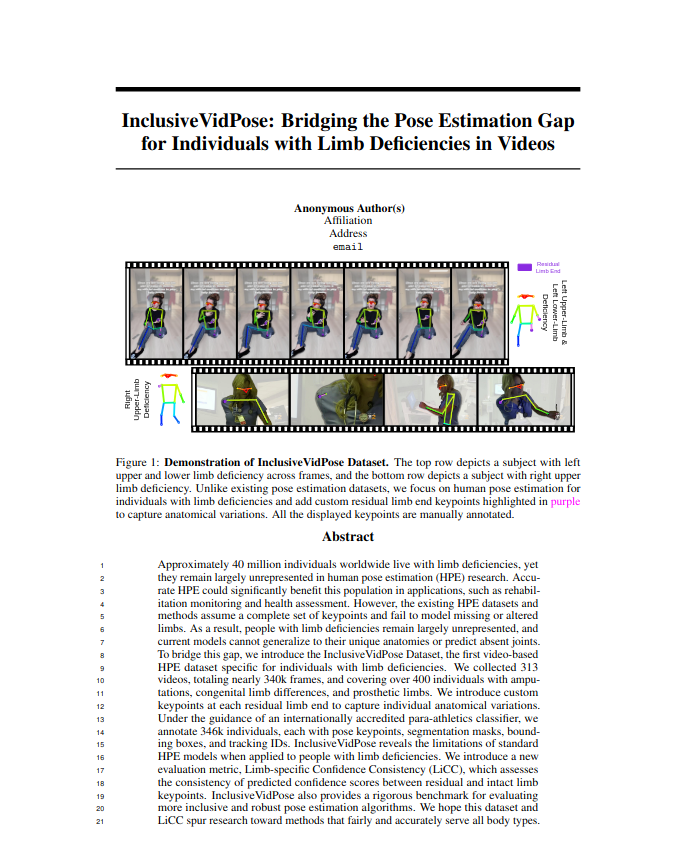 InclusiveVidPose: Bridging the Pose Estimation Gap
for Individuals with Limb Deficiencies in Videos
Anonymous Author(s)
Affiliation
Address
email
Residual
Limb End
Left Upper-Limb &
Left Lower-Limb
Deficiency
Right
Upper-Limb
Deficiency
Figure 1: Demonstration of InclusiveVidPose Dataset. The top row depicts a subject with left
upper and lower limb deficiency across frames, and the bottom row depicts a subject with right upper
limb deficiency. Unlike existing pose estimation datasets, we focus on human pose estimation for
individuals with limb deficiencies and add custom residual limb end keypoints highlighted in purple
to capture anatomical variations. All the displayed keypoints are manually annotated.
Abstract
1 Approximately 40 million individuals worldwide live with limb deficiencies, yet
2 they remain largely unrepresented in human pose estimation (HPE) research. Accu-
3 rate HPE could significantly benefit this population in applications, such as rehabil-
4 itation monitoring and health assessment. However, the existing HPE datasets and
5 methods assume a complete set of keypoints and fail to model missing or altered
6 limbs. As a result, people with limb deficiencies remain largely unrepresented, and
7 current models cannot generalize to their unique anatomies or predict absent joints.
8 To bridge this gap, we introduce the InclusiveVidPose Dataset, the first video-based
9 HPE dataset specific for individuals with limb deficiencies. We collected 313
10 videos, totaling nearly 340k frames, and covering over 400 individuals with ampu-
11 tations, congenital limb differences, and prosthetic limbs. We introduce custom
12 keypoints at each residual limb end to capture individual anatomical variations.
13 Under the guidance of an internationally accredited para-athletics classifier, we
14 annotate 346k individuals, each with pose keypoints, segmentation masks, bound-
15 ing boxes, and tracking IDs. InclusiveVidPose reveals the limitations of standard
16 HPE models when applied to people with limb deficiencies. We introduce a new
17 evaluation metric, Limb-specific Confidence Consistency (LiCC), which assesses
18 the consistency of predicted confidence scores between residual and intact limb
19 keypoints. InclusiveVidPose also provides a rigorous benchmark for evaluating
20 more inclusive and robust pose estimation algorithms. We hope this dataset and
21 LiCC spur research toward methods that fairly and accurately serve all body types.